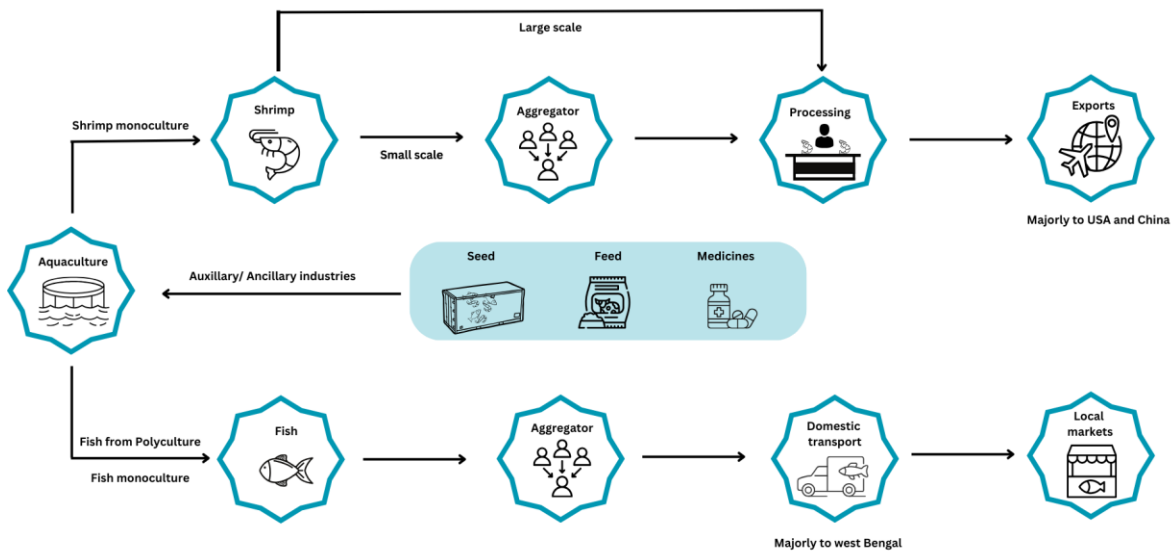 Large scale
Shrimp
Aggregator
Processing
Exports
Shrimp monoculture
Small scale
Majorly to USA and China
Aquaculture
Auxillary/ Ancillary industries
Seed
Feed
Medicines
Fish from Polyculture
Fish monoculture
Fish
Aggregator
Domestic
transport
Local
markets
Majorly to west Bengal